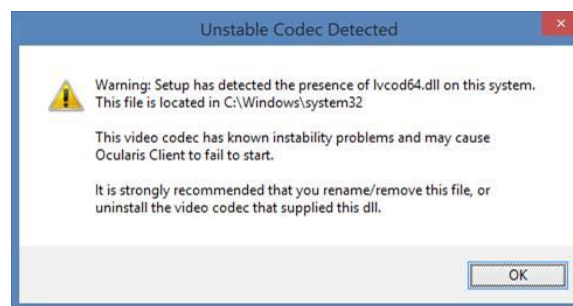 Unstable Codec Detected
Warning: Setup has detected the presence of lvcod64.dll on this system.
This file is located in C:\Windows\system32
This video codec has known instability problems and may cause
Ocularis Client to fail to start.
It is strongly recommended that you rename/remove this file, or
uninstall the video codec that supplied this dll.
OK